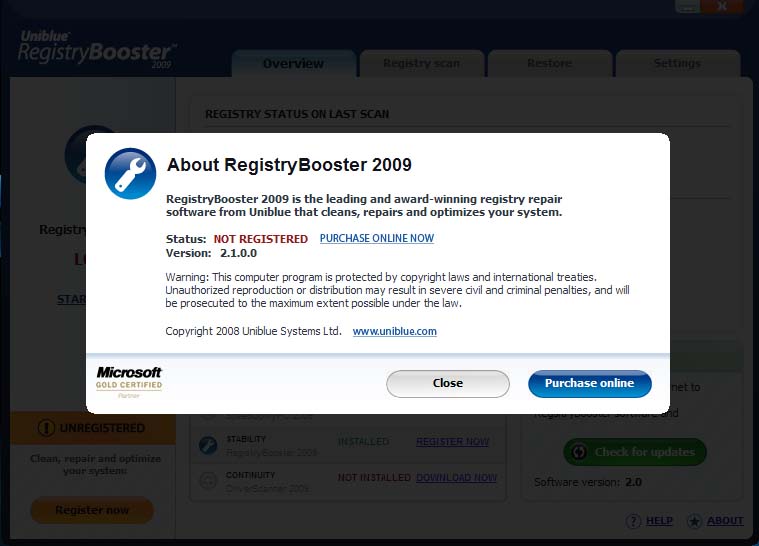 Uniblue
RegistryBooster™
2009
Overview
Registry scan
Restore
Settings
REGISTRY STATUS ON LAST SCAN
About RegistryBooster 2009
RegistryBooster 2009 is the leading and award-winning registry repair
software from Uniblue that cleans, repairs and optimizes your system.
Status: NOT REGISTERED PURCHASE ONLINE NOW
Version: 2.1.0.0
Warning: This computer program is protected by copyright laws and international treaties.
Unauthorized reproduction or distribution may result in severe civil and criminal penalties, and will
be prosecuted to the maximum extent possible under the law.
Copyright 2008 Uniblue Systems Ltd. www.uniblue.com
Microsoft
GOLD CERTIFIED
Partner
Close
Purchase online
UNREGISTERED
Clean, repair and optimize
your system
Register now
STABILITY
RegistryBooster 2009
INSTALLED
REGISTER NOW
CONTINUITY
DriverScanner 2009
NOT INSTALLED
DOWNLOAD NOW
software and
Check for updates
Software version: 2.0
HELP
ABOUT